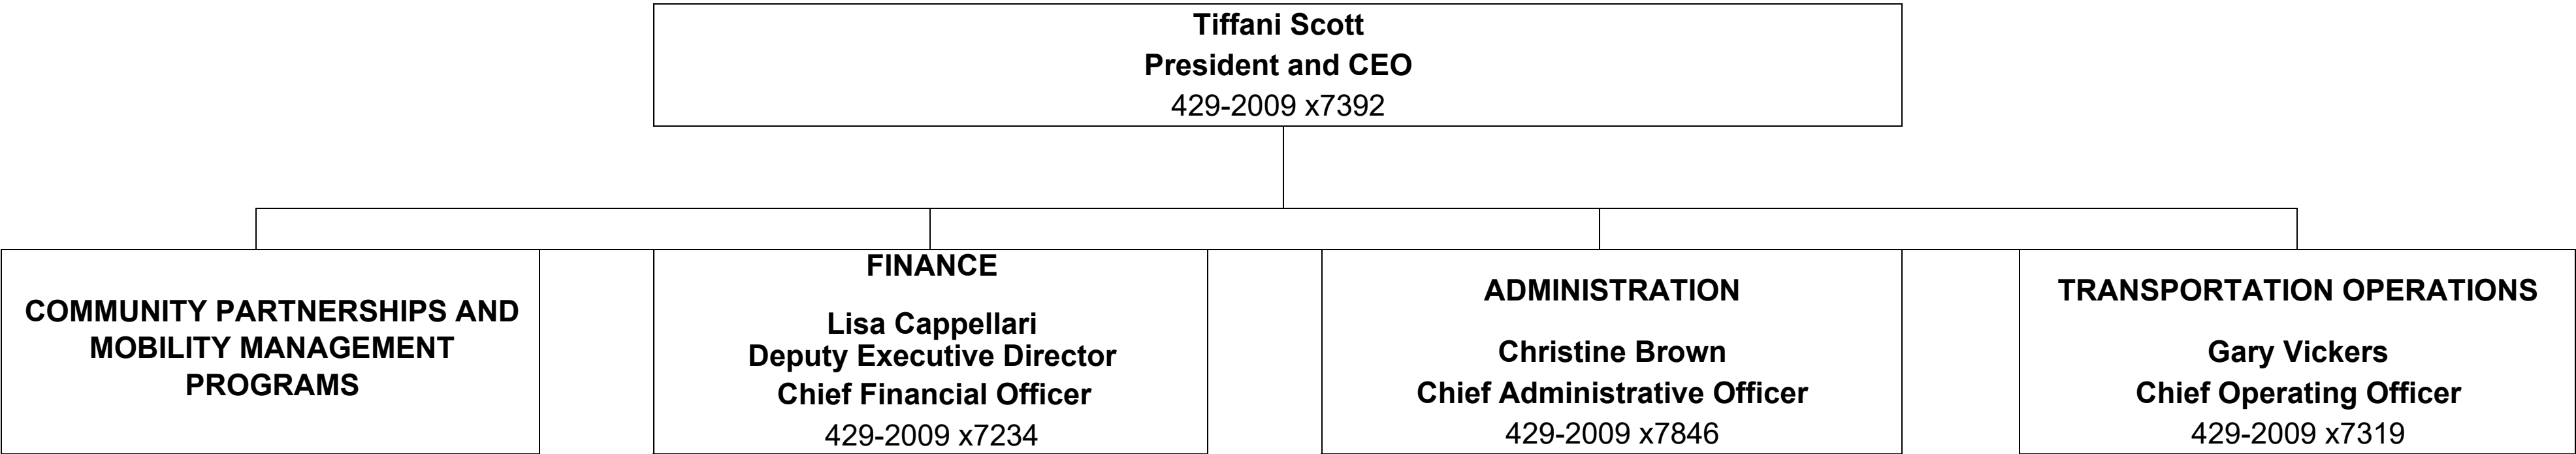 Tiffani Scott
President and CEO
429-2009 x7392
COMMUNITY PARTNERSHIPS AND
MOBILITY MANAGEMENT
PROGRAMS
FINANCE
Lisa Cappellari
Deputy Executive Director
Chief Financial Officer
429-2009 x7234
ADMINISTRATION
Christine Brown
Chief Administrative Officer
429-2009 x7846
TRANSPORTATION OPERATIONS
Gary Vickers
Chief Operating Officer
429-2009 x7319